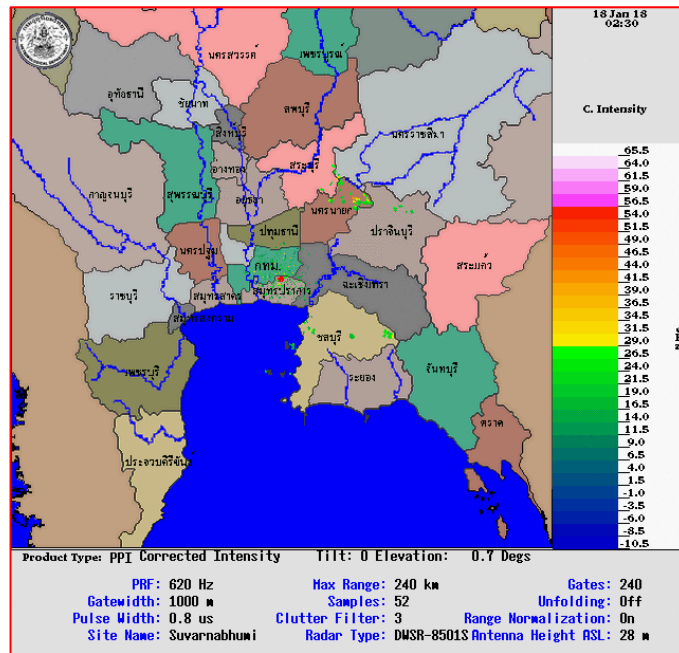 18 Jan 18
02:30
C. Intensity
65.5
64.0
61.5
59.0
56.5
54.0
51.5
49.0
46.5
44.0
41.5
39.0
36.5
34.0
31.5
29.0
26.5
24.0
21.5
19.0
16.5
14.0
11.5
9.0
6.5
4.0
1.5
-1.0
-3.5
-6.0
-8.5
-10.5
นครสวรรค์
เพชรบูรณ์
อุทัยธานี
ชัยนาท
ลพบุรี
สิงหบุรี
นครราชสีมา
อ่างทอง
สระบุรี
กาญจนบุรี
สุพรรณบุรี
อยุธยา
นครนายก
ปราจีนบุรี
ปทุมธานี
นครปฐม
กทม.
สระแก้ว
ราชบุรี
สมุทรสาคร
สมุทรปราการ
ฉะเชิงเทรา
สมุทรสงคราม
ชลบุรี
เพชรบุรี
ระยอง
จันทบุรี
ตราด
ประจวบคีรีขันธ์
Product Type: PPI Corrected Intensity Tilt: 0 Elevation: 0.7 Degs
PRF: 620 Hz Max Range: 240 km Gates: 240
Gatewidth: 1000 m Samples: 52 Unfolding: Off
Pulse Width: 0.8 us Clutter Filter: 3 Range Normalization: On
Site Name: Suvarnabhumi Radar Type: DWSR-8501S Antenna Height ASL: 28 m